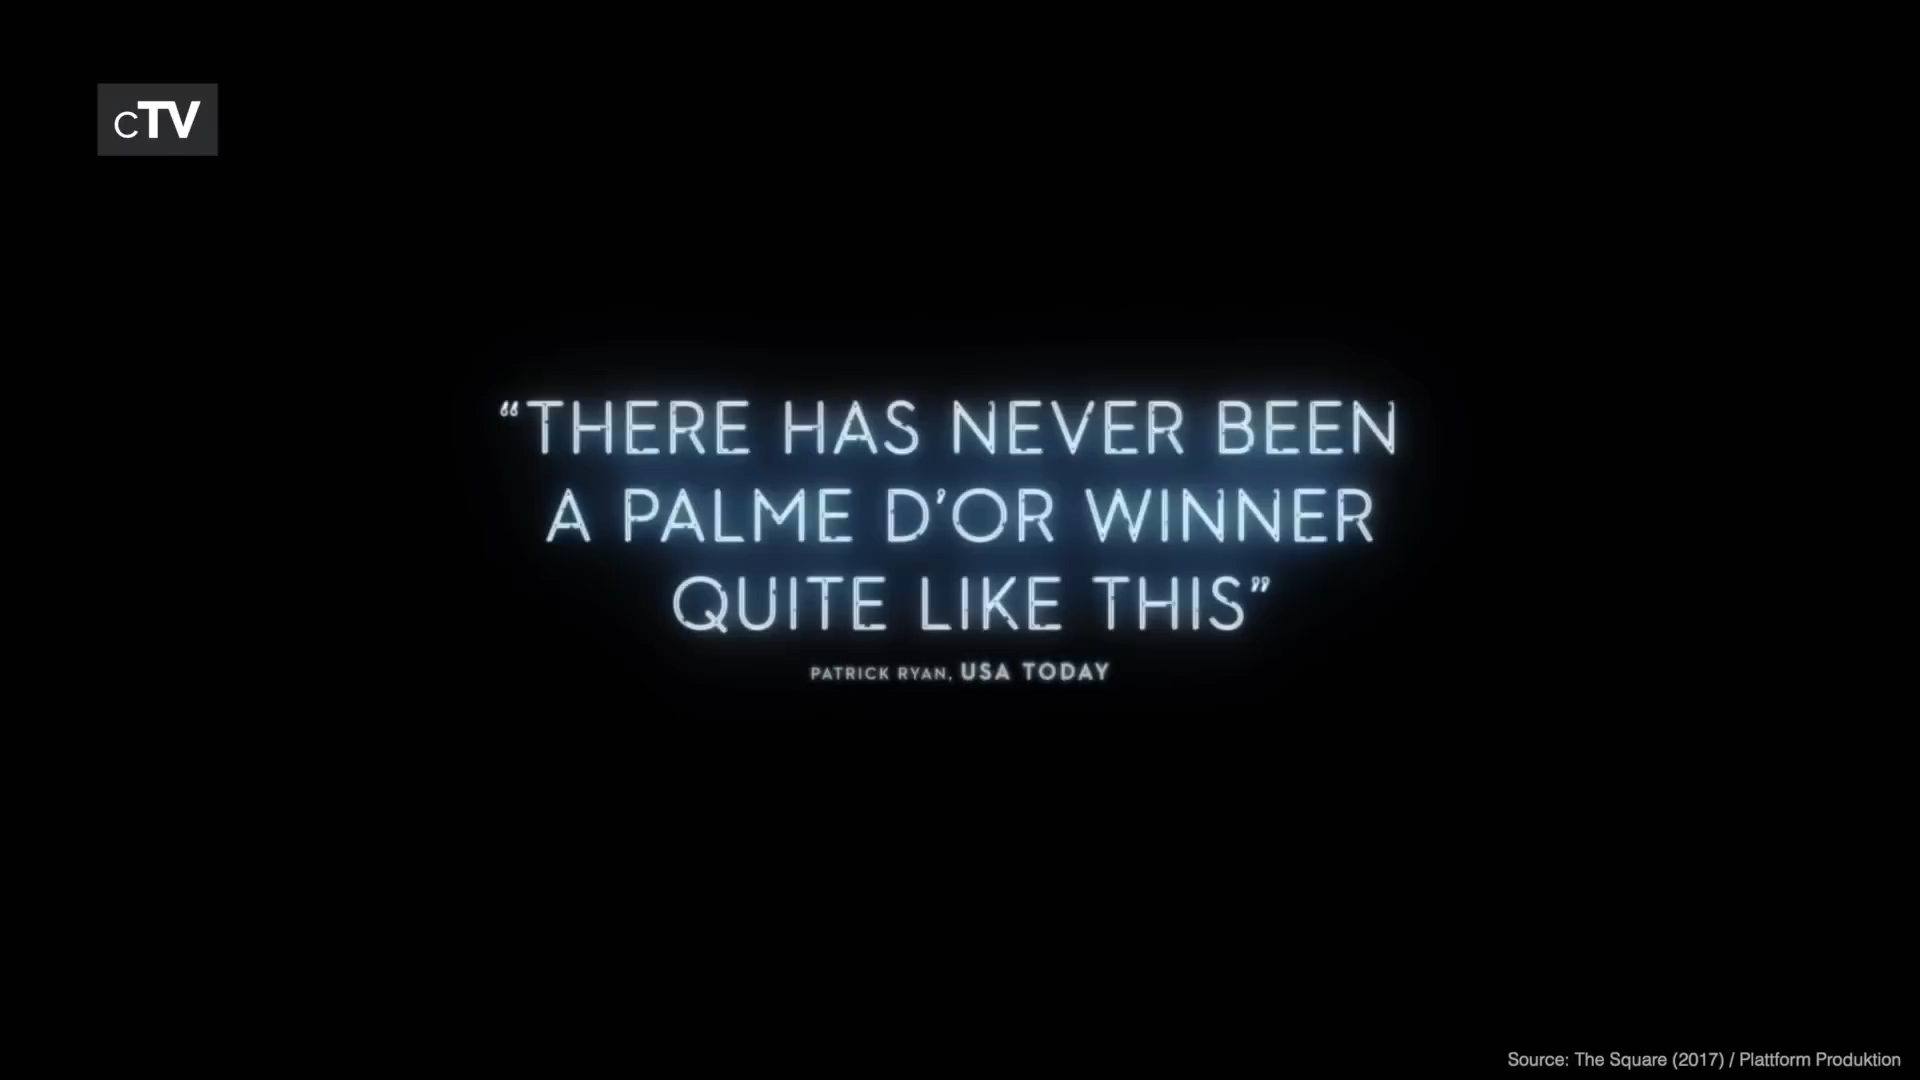 cTV
“THERE HAS NEVER BEEN
A PALME D’OR WINNER
QUITE LIKE THIS”
PATRICK RYAN, USA TODAY
Source: The Square (2017) / Plattform Produktion